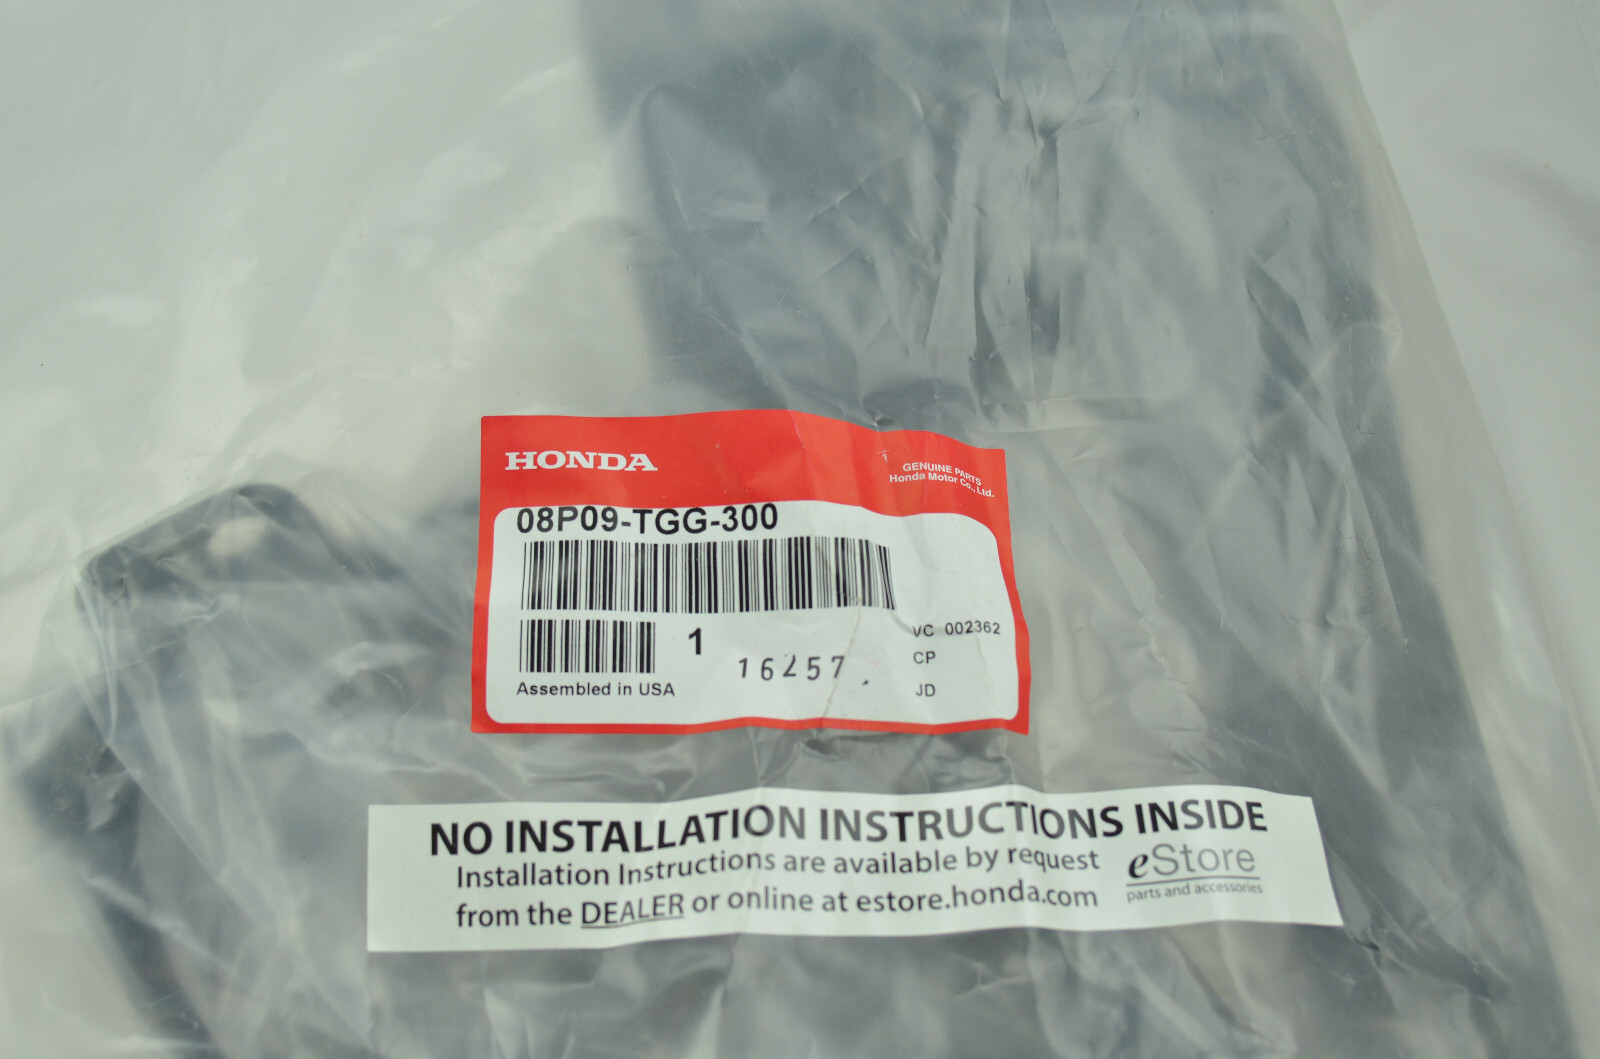 HONDA
GENUINE PARTS
Honda Motor Co., Ltd.
08P09-TGG-300
1
16257
VC 002362
CP
JD
Assembled in USA
NO INSTALLATION INSTRUCTIONS INSIDE
Installation Instructions are available by request
from the DEALER or online at estore.honda.com
eStore
parts and accessories